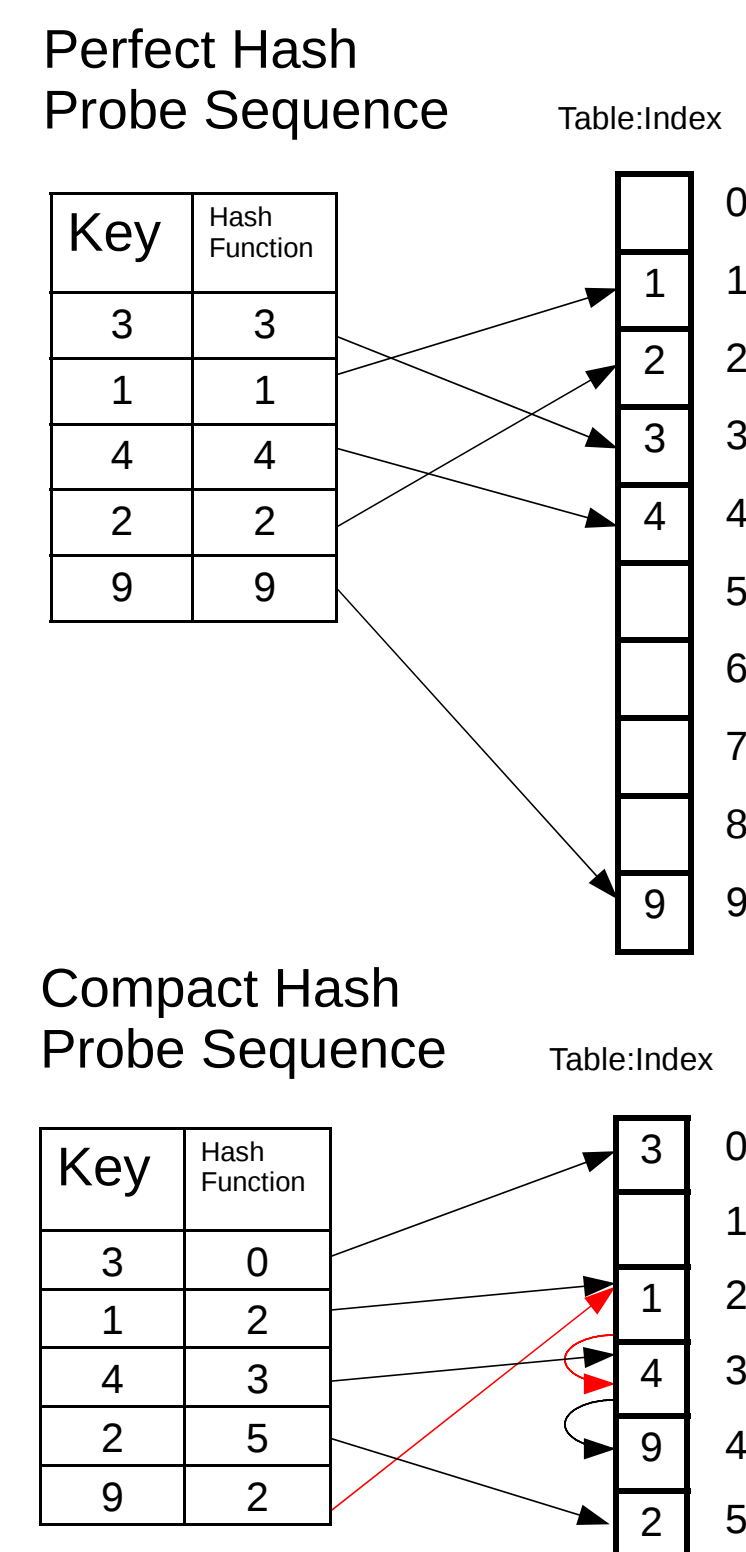 Perfect Hash
Probe Sequence
Table:Index
Key Hash
Function
3 3
1 1
4 4
2 2
9 9
0
1 1
2 2
3 3
4 4
5
6
7
8
9 9
Compact Hash
Probe Sequence
Table:Index
Key Hash
Function
3 0
1 2
4 3
2 5
9 2
3 0
1
1 2
4 3
9 4
2 5